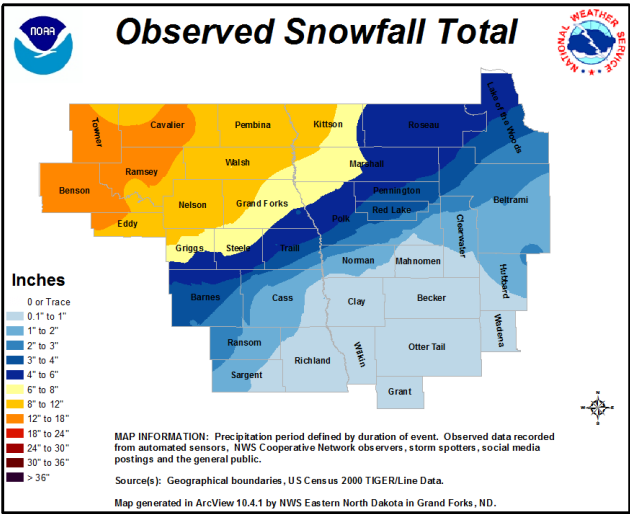 Observed Snowfall Total
NOAA
NATIONAL WEATHER SERVICE
Towner
Cavalier
Pembina
Kittson
Roseau
Lake of the Woods
Ramsey
Walsh
Marshall
Benson
Nelson
Grand Forks
Pennington
Beltrami
Eddy
Polk
Red Lake
Clearwater
Griggs
Steele
Traill
Norman
Mahnomen
Hubbard
Barnes
Cass
Clay
Becker
Wadena
Ransom
Richland
Wilkin
Otter Tail
Sargent
Grant
Inches
0 or Trace
0.1" to 1"
1" to 2"
2" to 3"
3" to 4"
4" to 6"
6" to 8"
8" to 12"
12" to 18"
18" to 24"
24" to 30"
30" to 36"
> 36"
N
W
E
S
MAP INFORMATION: Precipitation period defined by duration of event. Observed data recorded
from automated sensors, NWS Cooperative Network observers, storm spotters, social media
postings and the general public.
Source(s): Geographical boundaries, US Census 2000 TIGER/Line Data.
Map generated in ArcView 10.4.1 by NWS Eastern North Dakota in Grand Forks, ND.